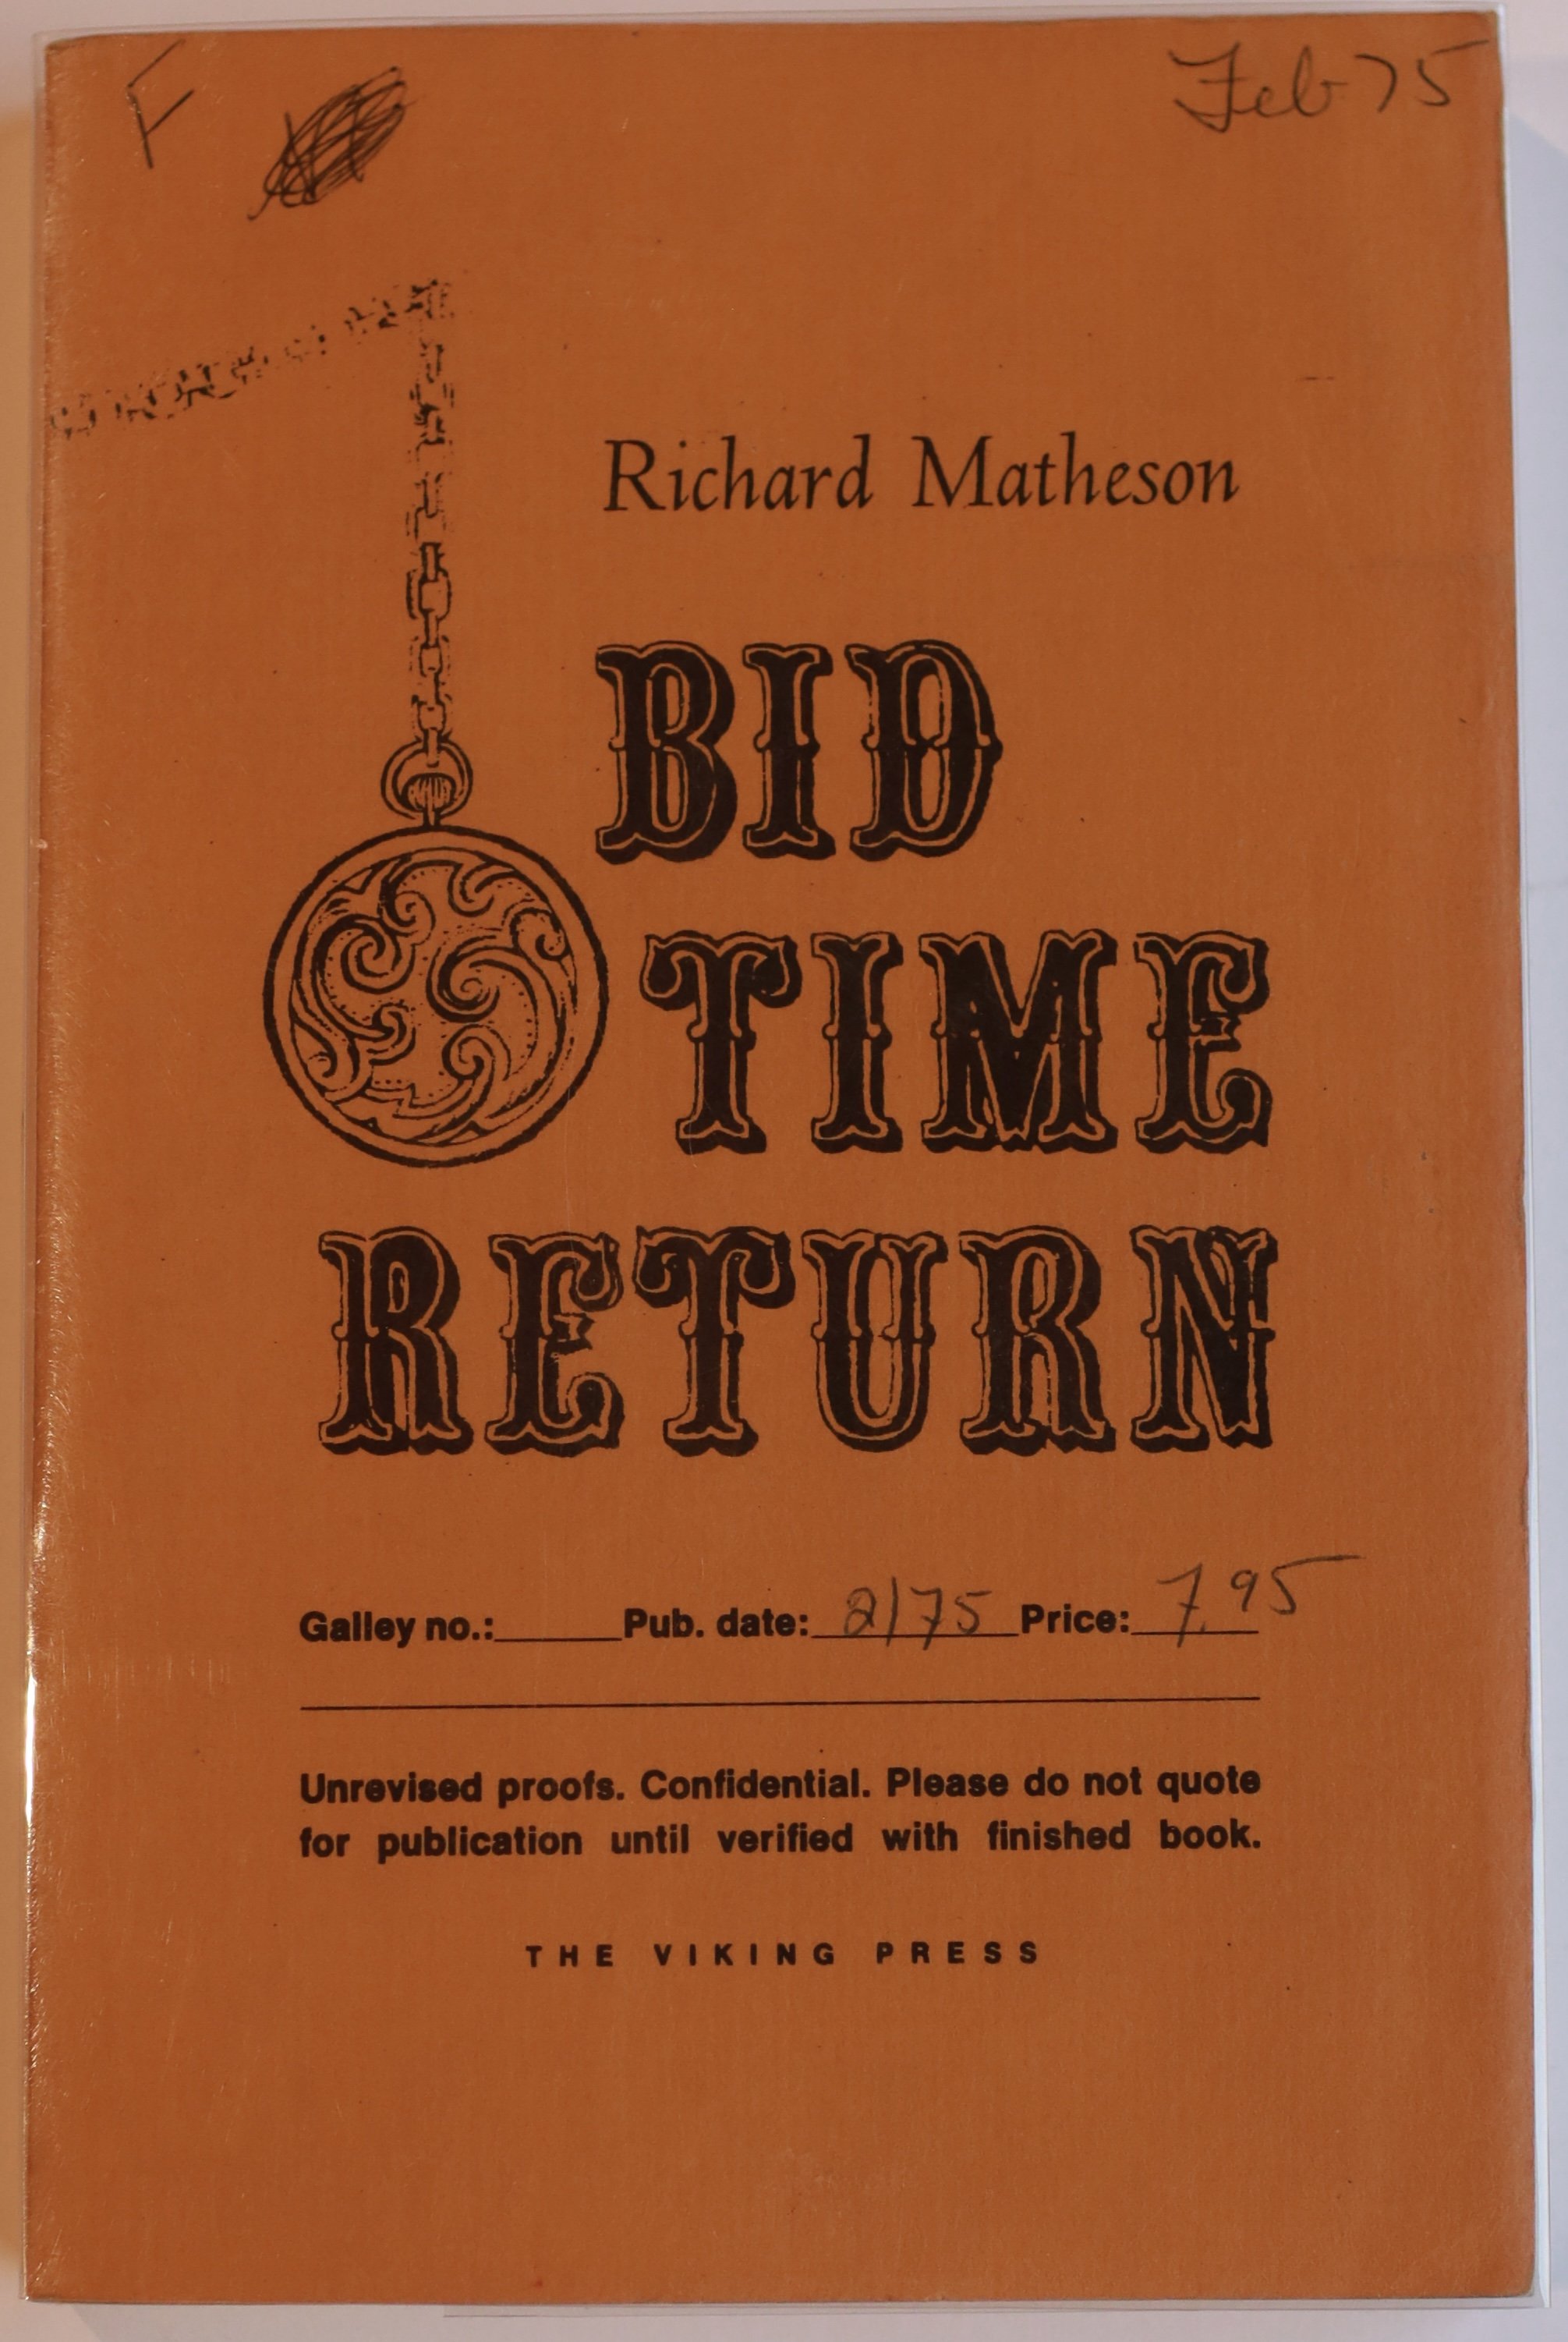 F
Feb 75
Richard Matheson
BID
TIME
RETURN
Galley no.:______Pub. date: 2/75 Price: 7.95
Unrevised proofs. Confidential. Please do not quote
for publication until verified with finished book.
THE VIKING PRESS